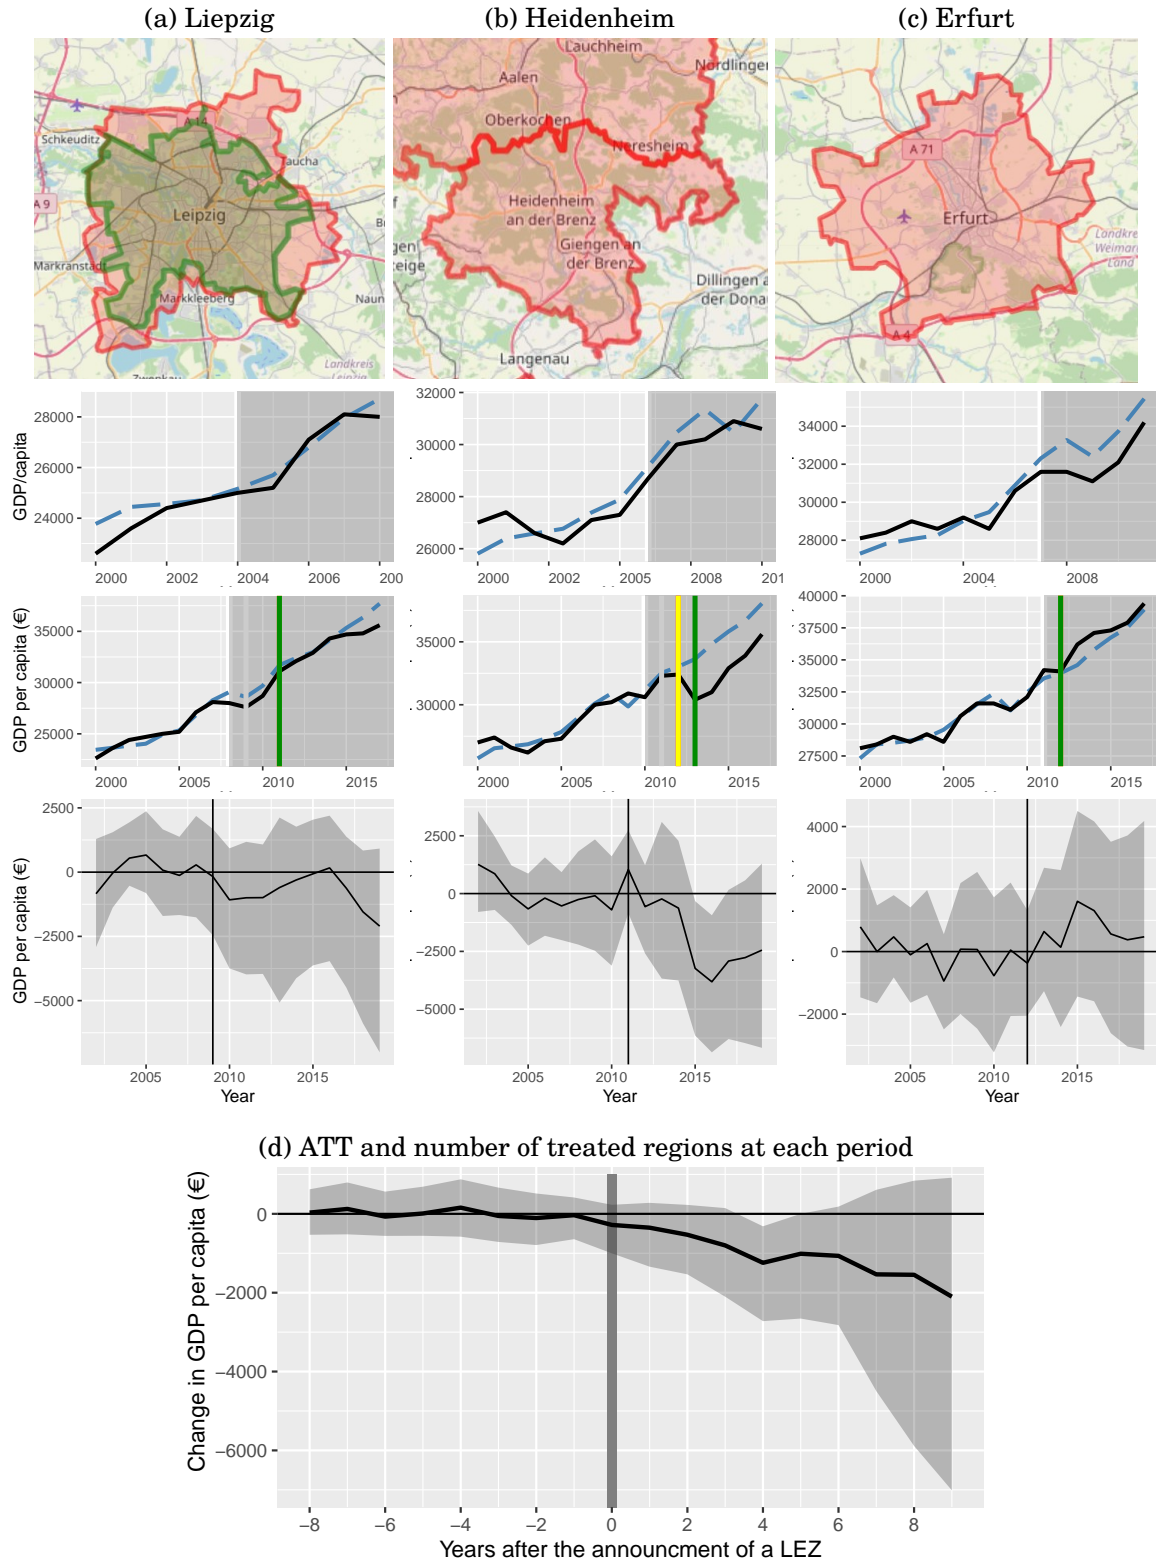 (a) Liepzig
(b) Heidenheim
(c) Erfurt
A 14
Schkeuditz
Taucha
A 9
Leipzig
Markranstadt
Markkleeberg
Naun
Landkreis
Lauchheim
Nördlinger
Aalen
Oberkochen
Neresheim
Heidenheim
an der Brenz
Giengen an
der Brenz
Dillingen a
der Donau
Langenau
A 71
Erfurt
Landkre
Weimar
Land
A 4
GDP/capita
28000
26000
24000
2000
2002
2004
2006
200
32000
30000
28000
26000
2000
2002
2005
2008
201
34000
32000
30000
28000
2000
2004
2008
GDP per capita (€)
35000
30000
25000
2000
2005
2010
2015
35000
30000
2000
2005
2010
2015
40000
37500
35000
32500
30000
27500
2000
2005
2010
2015
GDP per capita (€)
2500
0
−2500
−5000
2005
2010
2015
Year
2500
0
−2500
−5000
2005
2010
2015
Year
4000
2000
0
−2000
2005
2010
2015
Year
(d) ATT and number of treated regions at each period
Change in GDP per capita (€)
0
−2000
−4000
−6000
−8
−6
−4
−2
0
2
4
6
8
Years after the announcment of a LEZ